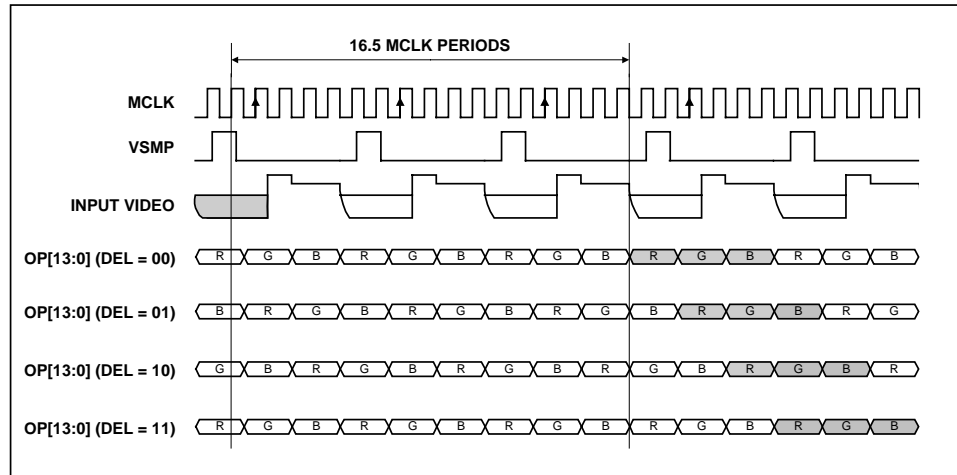 16.5 MCLK PERIODS
MCLK
VSMP
INPUT VIDEO
OP[13:0] (DEL = 00) R G B R G B R G B R G B R G B
OP[13:0] (DEL = 01) B R G B R G B R G B R G B R G
OP[13:0] (DEL = 10) G B R G B R G B R G B R G B R
OP[13:0] (DEL = 11) R G B R G B R G B R G B R G B